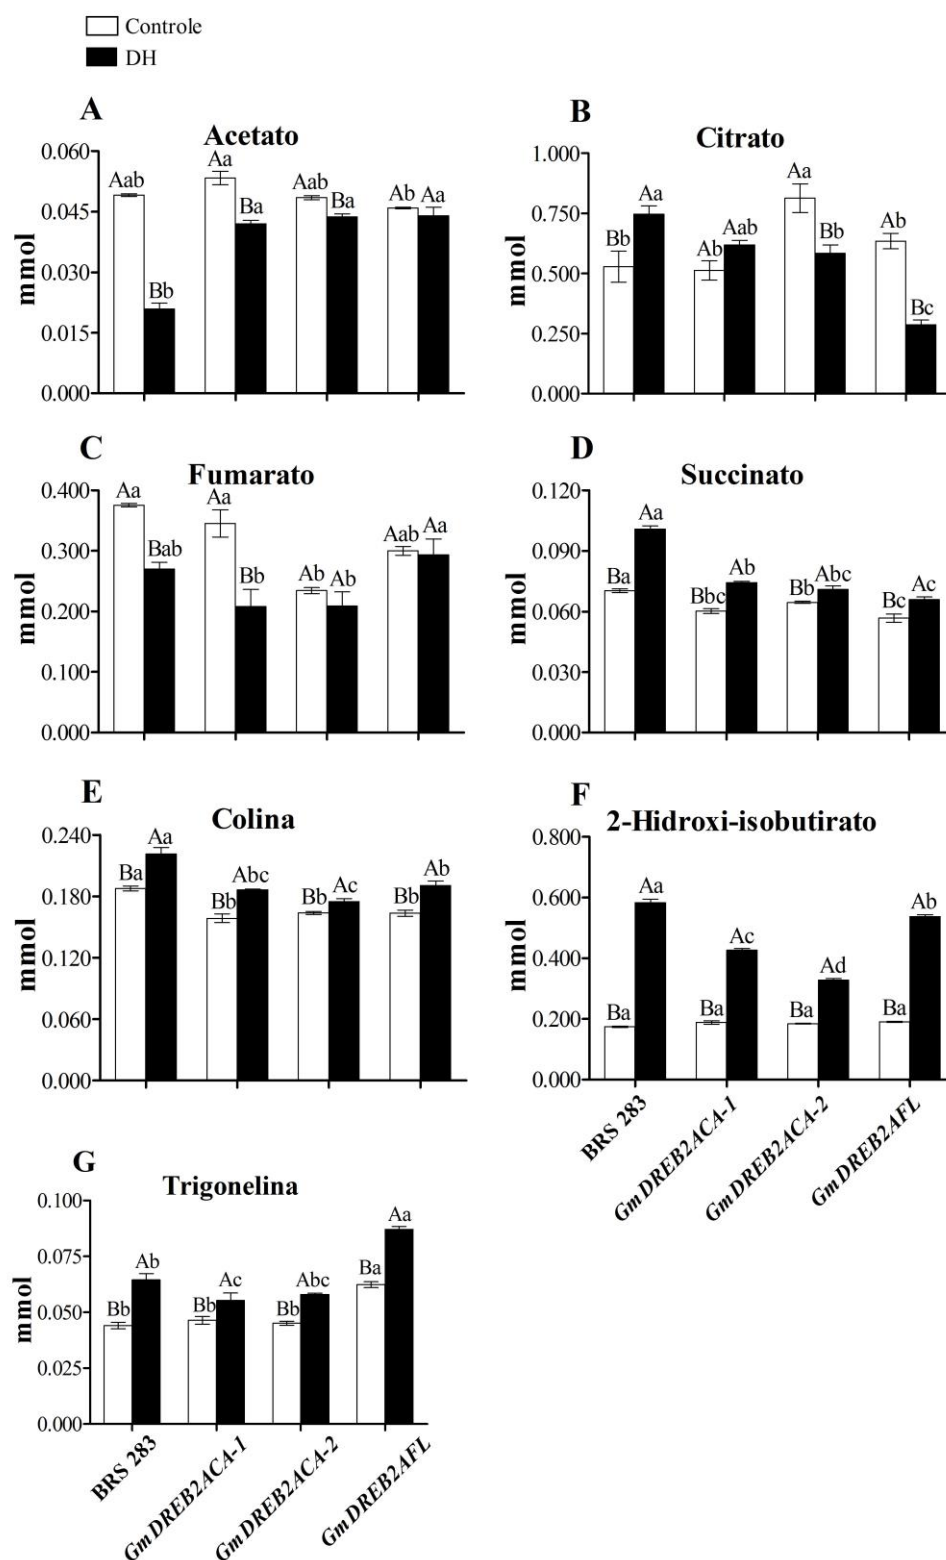 Controle
DH
A
Acetato
mmol
0.060
0.045
0.030
0.015
0.000
Aab
Bb
Aa
Ba
Aab
Ba
Ab
Aa
B
Citrato
mmol
1.000
0.750
0.500
0.250
0.000
Bb
Aa
Ab
Aab
Aa
Bb
Ab
Bc
C
Fumarato
mmol
0.400
0.300
0.200
0.100
0.000
Aa
Bab
Aa
Bb
Ab
Ab
Aab
Aa
D
Succinato
mmol
0.120
0.090
0.060
0.030
0.000
Ba
Aa
Bbc
Ab
Bb
Abc
Bc
Ac
E
Colina
mmol
0.240
0.180
0.120
0.060
0.000
Ba
Aa
Bb
Abc
Bb
Ac
Bb
Ab
F
2-Hidroxi-isobutirato
mmol
0.800
0.600
0.400
0.200
0.000
Ba
Aa
Ba
Ac
Ba
Ad
Ba
Ab
BRS 283
GmDREB2ACA-1
GmDREB2ACA-2
GmDREB2AFL
G
Trigonelina
mmol
0.100
0.075
0.050
0.025
0.000
Bb
Ab
Bb
Ac
Bb
Abc
Ba
Aa
BRS 283
GmDREB2ACA-1
GmDREB2ACA-2
GmDREB2AFL